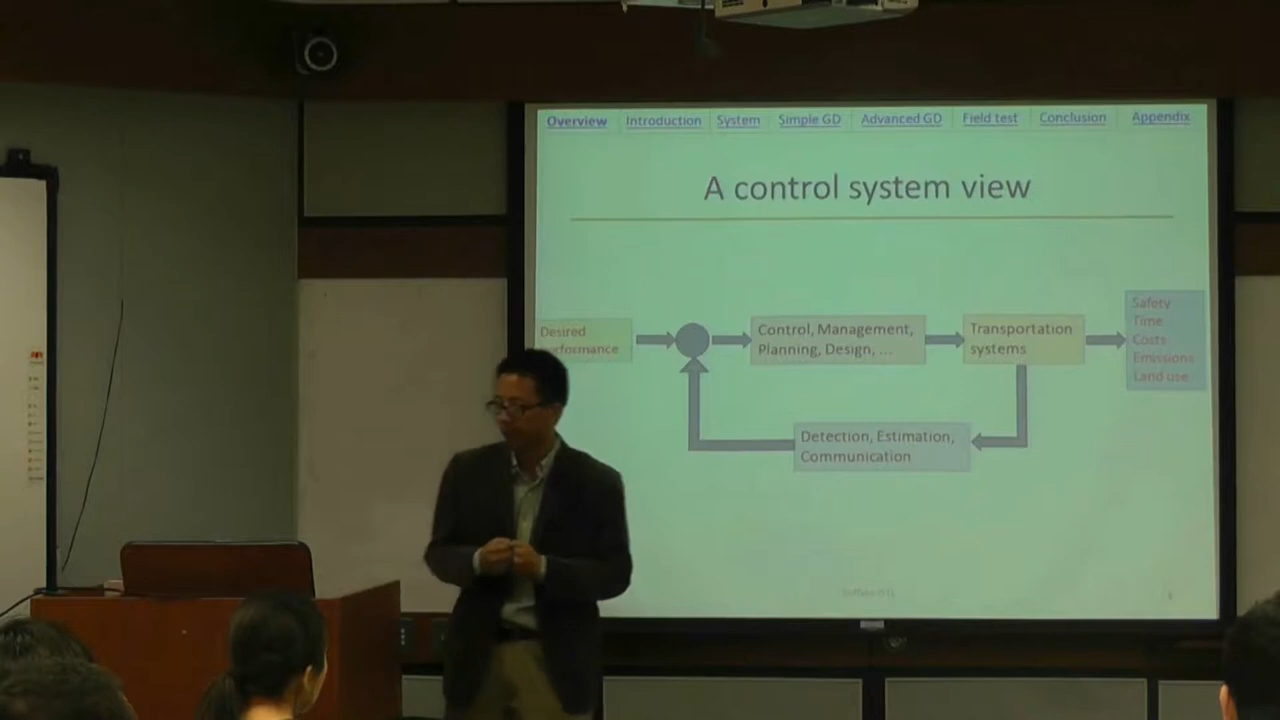 Overview Introduction System Simple GD Advanced GD Field test Conclusion Appendix
A control system view
Desired
Control, Management,
Planning, Design, ...
Transportation
systems
Safety
Time
Costs
Emissions
Land use
Detection, Estimation,
Communication